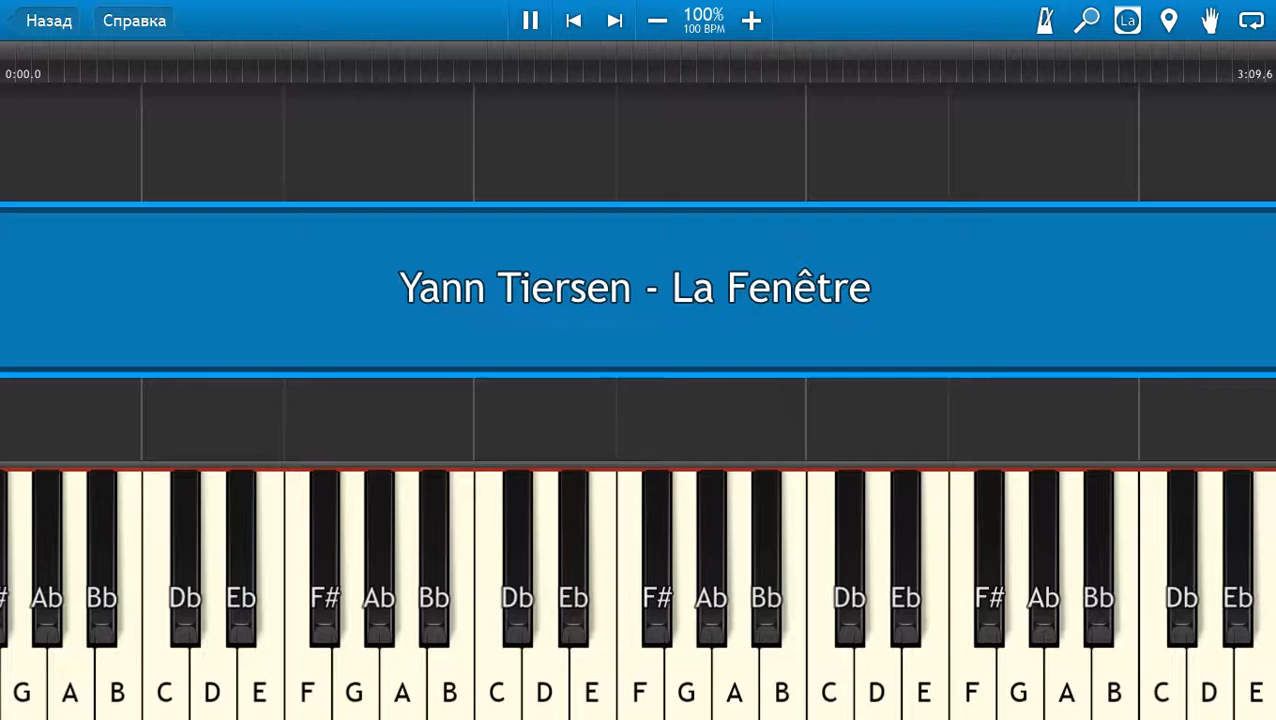 Назад Справка 100% La
100 BPM
0:00,0 3:09.6
Yann Tiersen - La Fenêtre
# Ab Bb Db Eb F# Ab Bb Db Eb F# Ab Bb Db Eb F# Ab Bb Db Eb
G A B C D E F G A B C D E F G A B C D E F G A B C D E